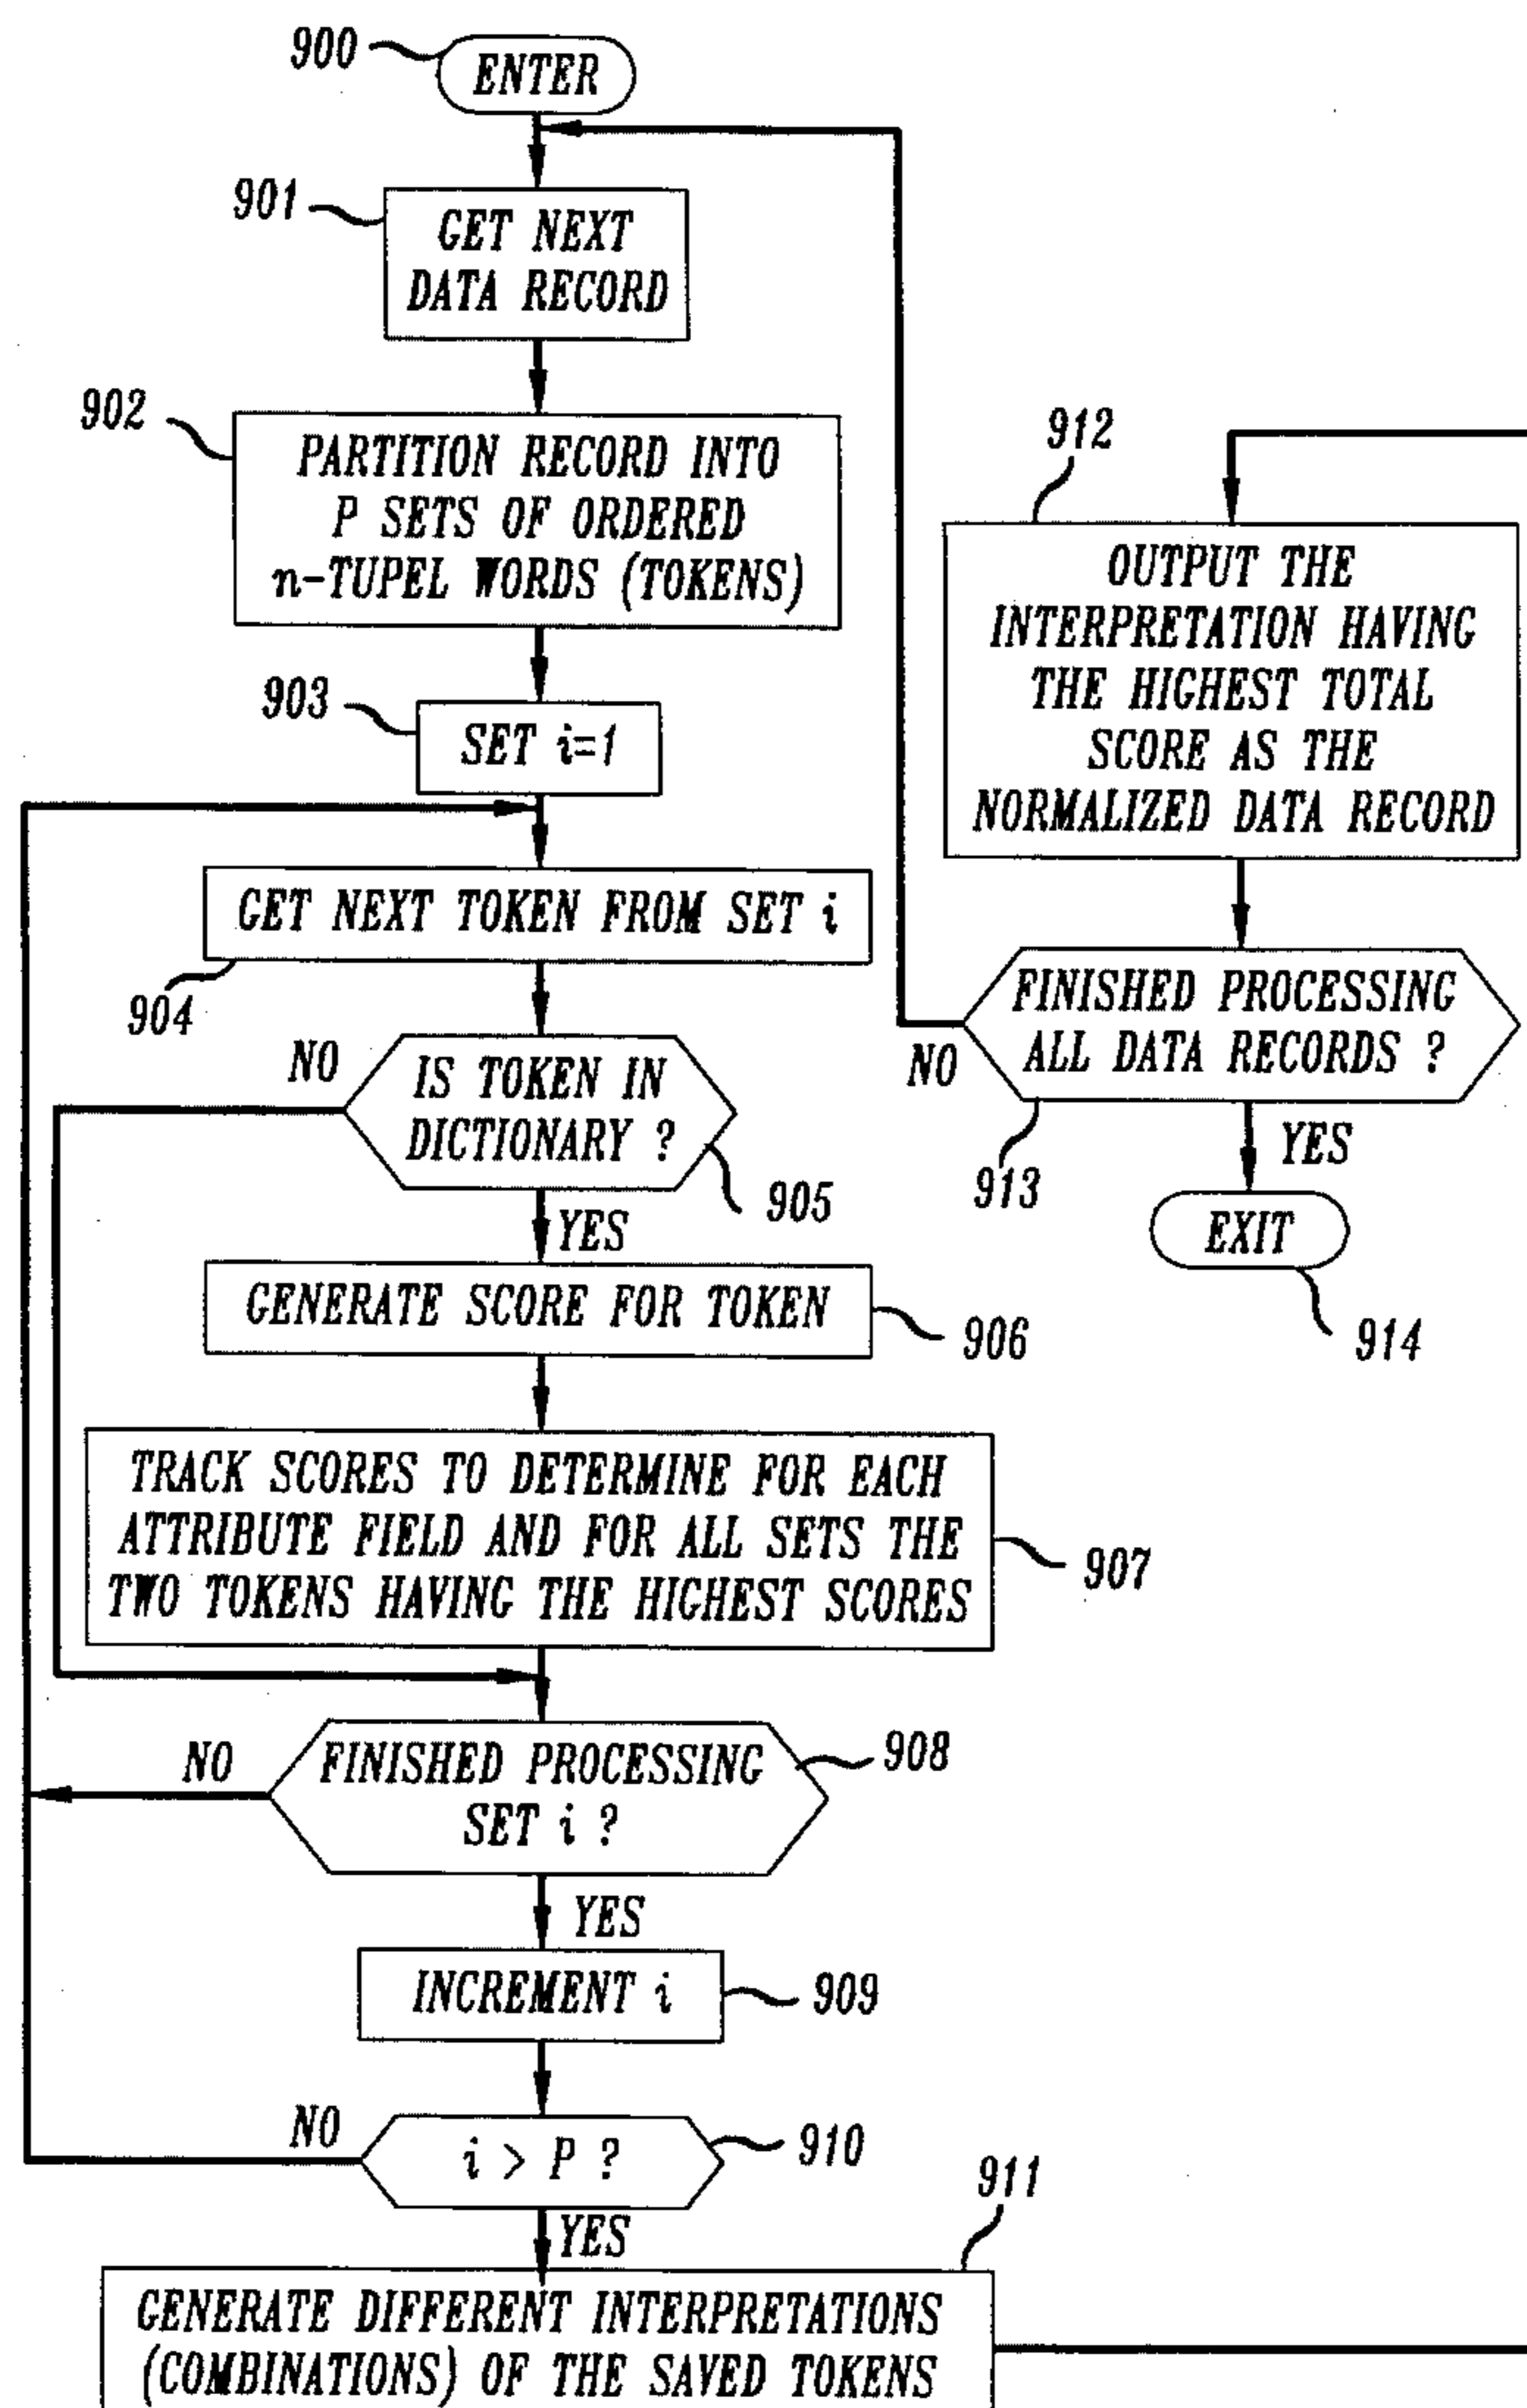 900
ENTER
901
GET NEXT
DATA RECORD
902
PARTITION RECORD INTO
P SETS OF ORDERED
n-TUPEL WORDS (TOKENS)
903
SET i=1
GET NEXT TOKEN FROM SET i
904
NO
IS TOKEN IN
DICTIONARY ?
905
YES
GENERATE SCORE FOR TOKEN
906
TRACK SCORES TO DETERMINE FOR EACH
ATTRIBUTE FIELD AND FOR ALL SETS THE
TWO TOKENS HAVING THE HIGHEST SCORES
907
NO
FINISHED PROCESSING
SET i ?
908
YES
INCREMENT i
909
NO
i > P ?
910
YES
911
GENERATE DIFFERENT INTERPRETATIONS
(COMBINATIONS) OF THE SAVED TOKENS
912
OUTPUT THE
INTERPRETATION HAVING
THE HIGHEST TOTAL
SCORE AS THE
NORMALIZED DATA RECORD
FINISHED PROCESSING
ALL DATA RECORDS ?
NO
913
YES
EXIT
914